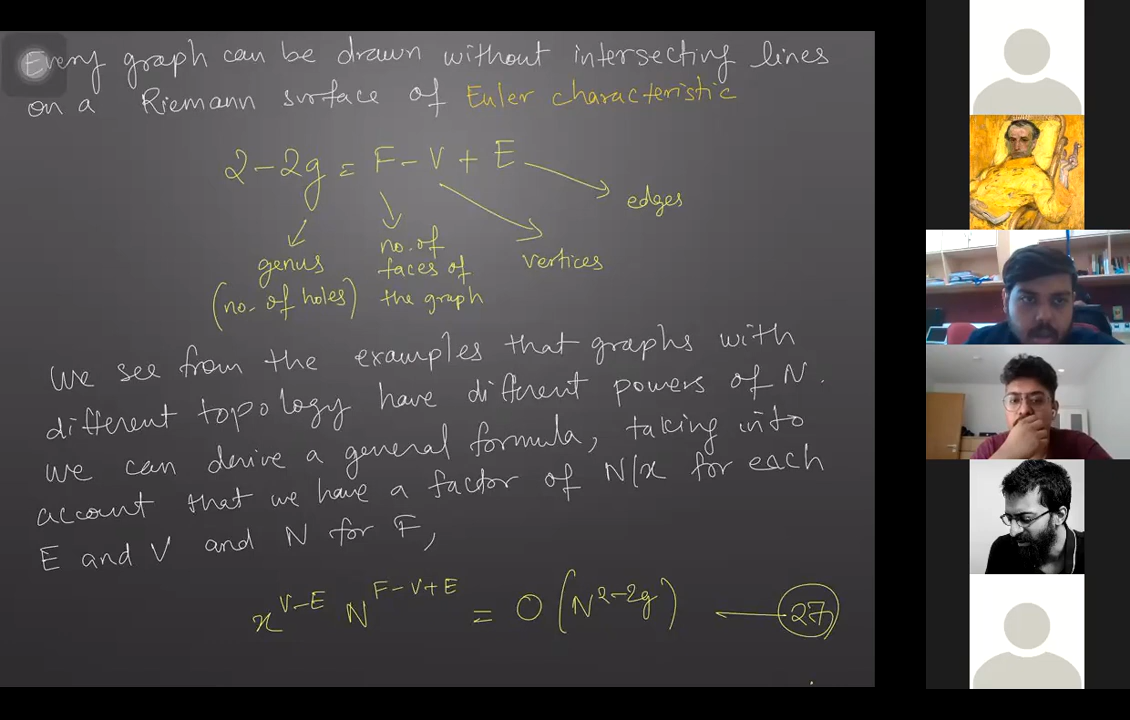 Every graph can be drawn without intersecting lines
on a Riemann surface of Euler characteristic
2-2g = F-V+E
edges
vertices
no. of
faces of
the graph
genus
(no. of holes)
We see from the examples that graphs with
different topology have different powers of N.
We can derive a general formula, taking into
account that we have a factor of N/x for each
E and V and N for F,
x^{V-E} N^{F-V+E} = O(N^{2-2g}) 27